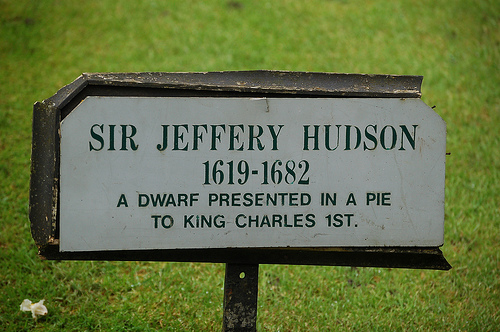 SIR JEFFERY HUDSON
1619-1682
A DWARF PRESENTED IN A PIE
TO KING CHARLES 1ST.